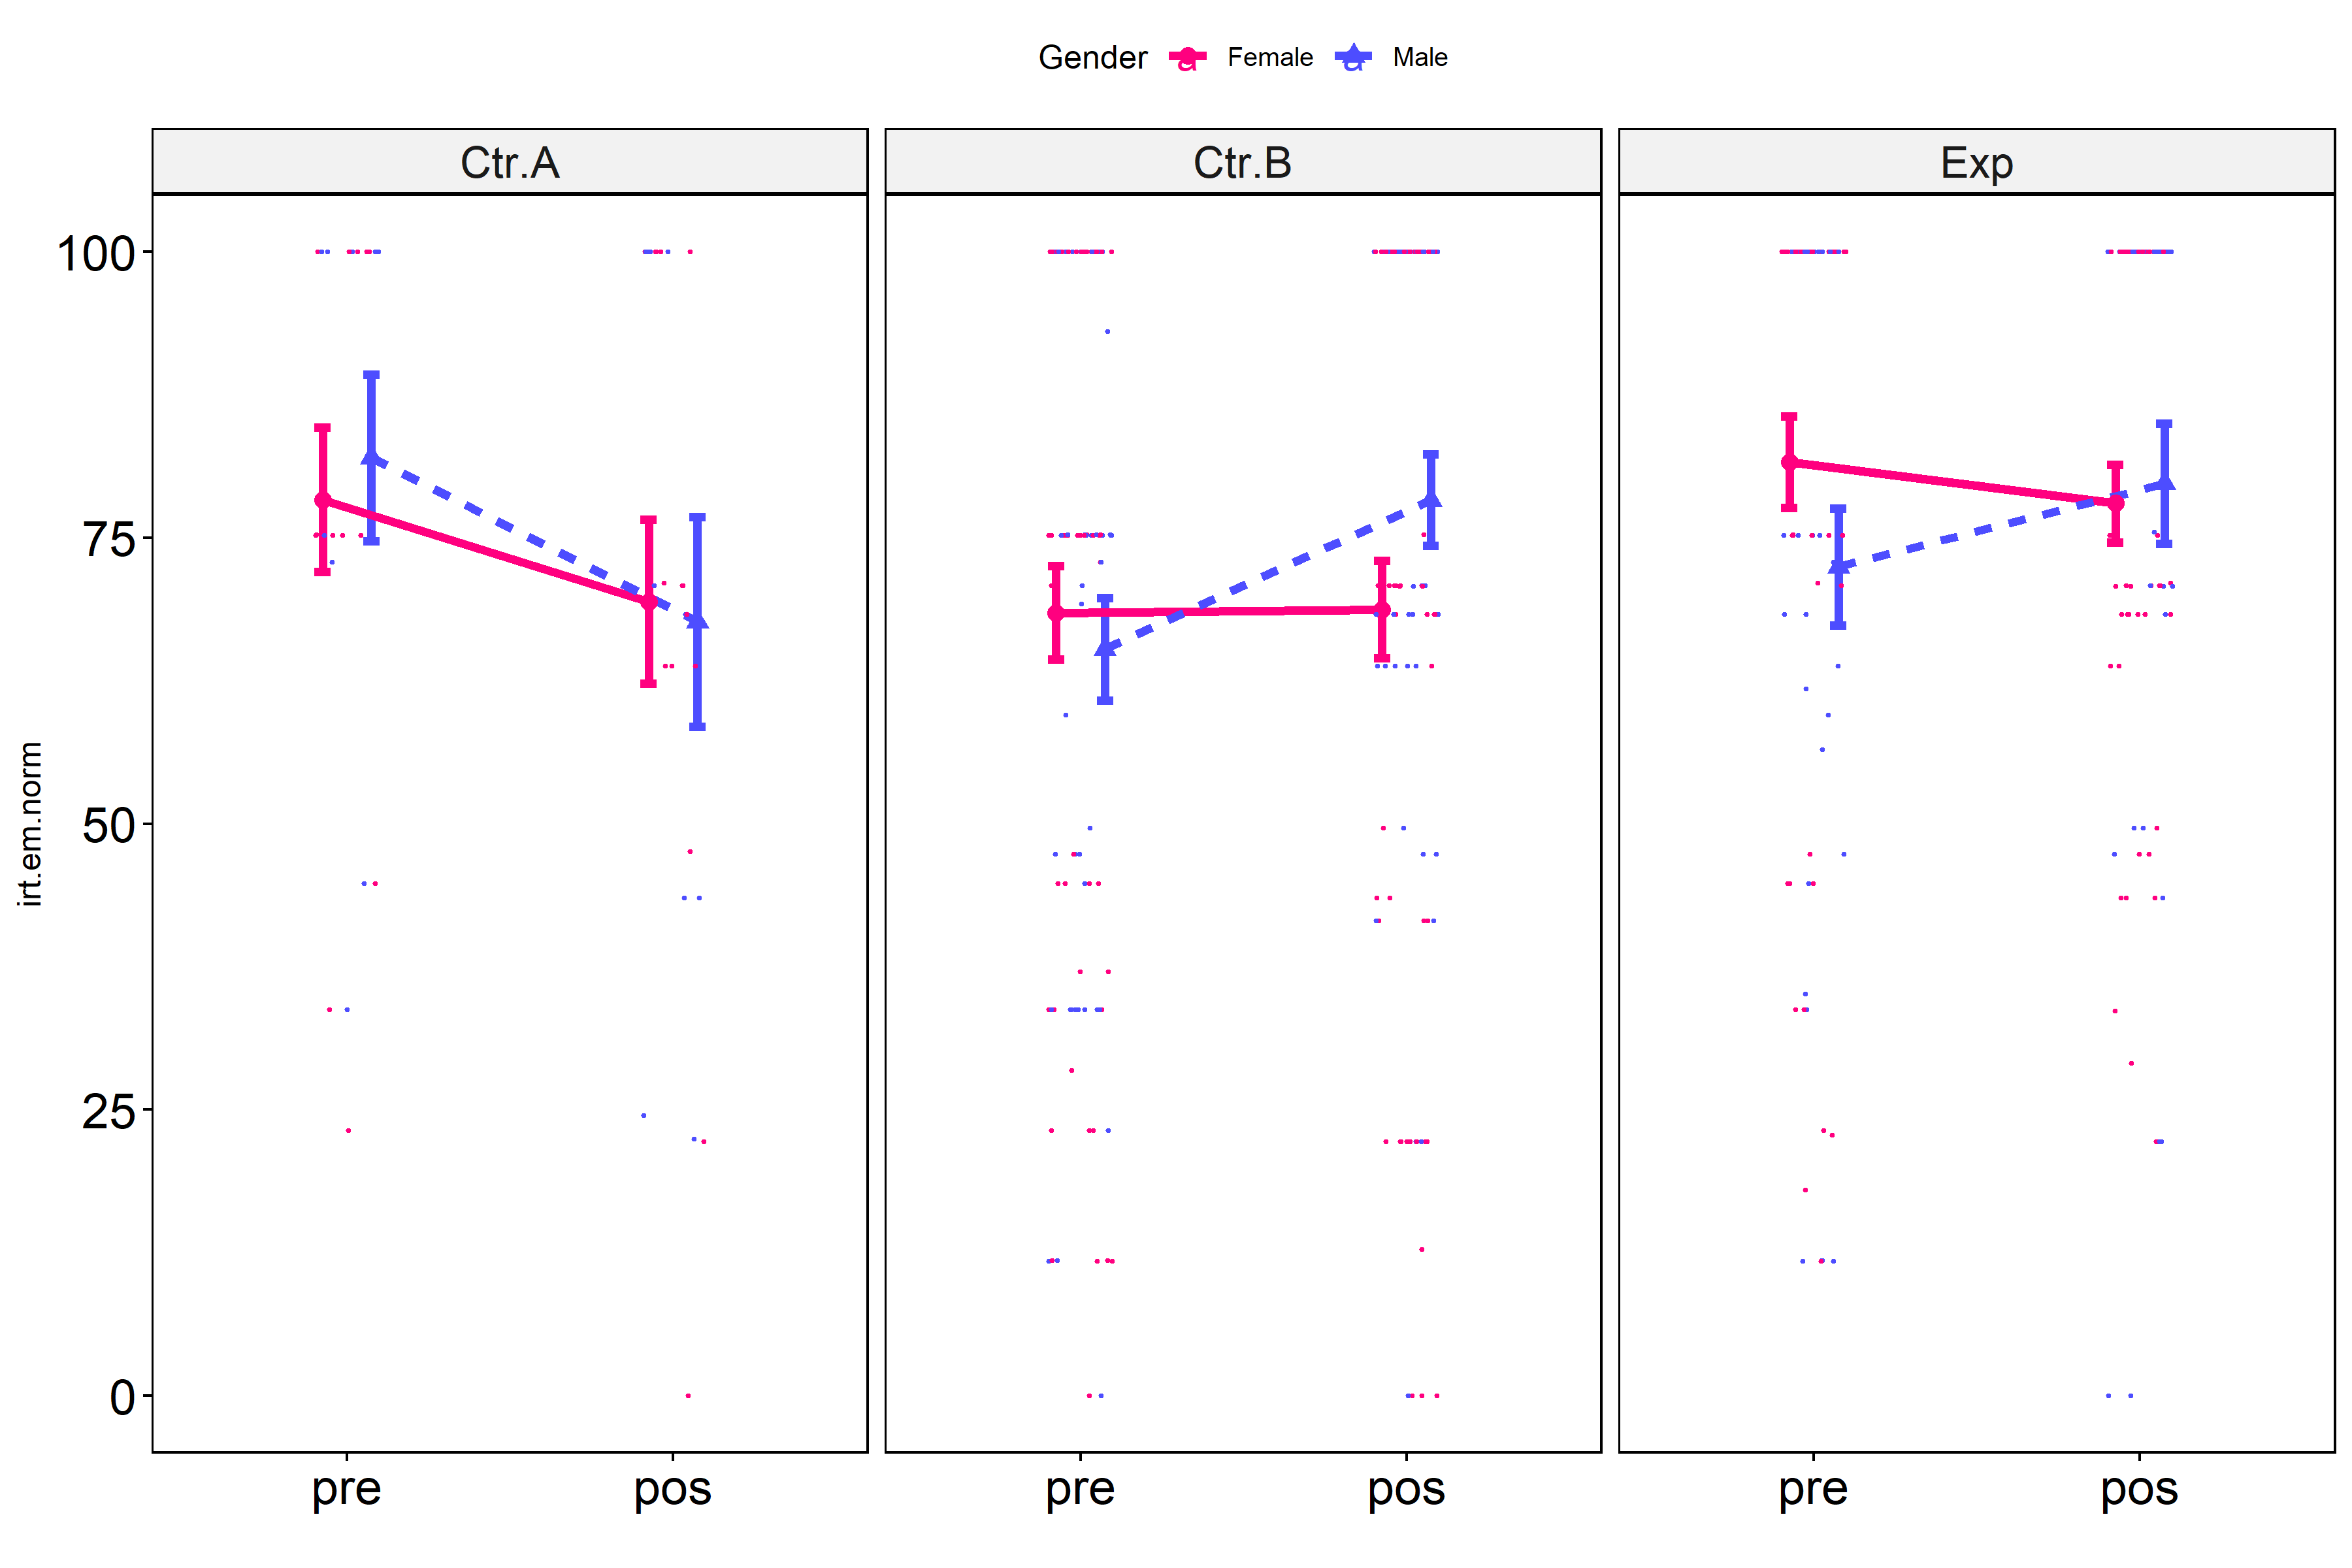 Gender a Female a Male
Ctr.A Ctr.B Exp
100
75
50
25
0
irt.em.norm
pre pos pre pos pre pos